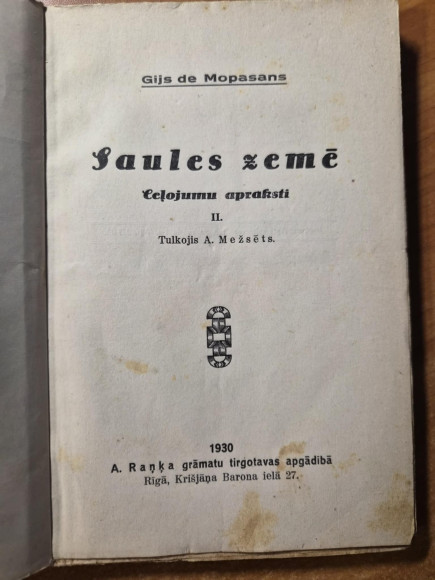 Gijs de Mopasans
Saules zemē
Ceļojumu apraksti
II.
Tulkojis A. Mežsēts.
1930
A. Raņķa grāmatu tirgotavas apgādībā
Rīgā, Krišjāņa Barona ielā 27.